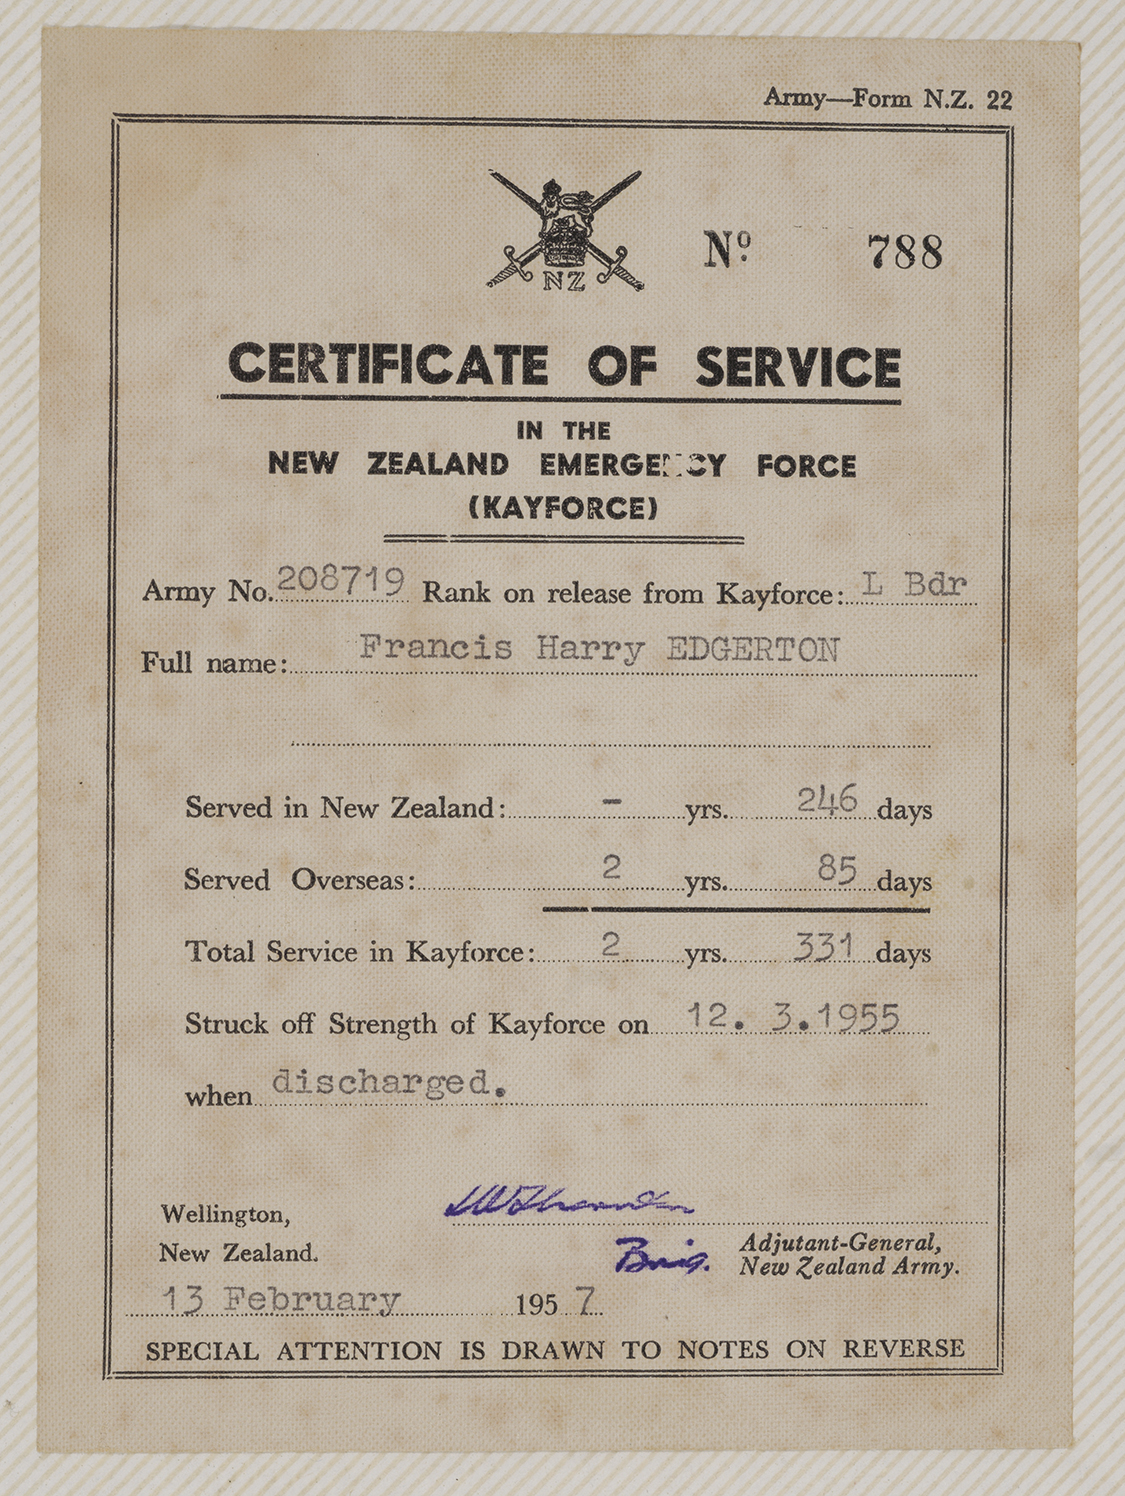 Army—Form N.Z. 22
NZ
Nº 788
CERTIFICATE OF SERVICE
IN THE
NEW ZEALAND EMERGENCY FORCE
(KAYFORCE)
Army No. 208719 Rank on release from Kayforce: L Bdr
Full name: Francis Harry EDGERTON
Served in New Zealand: - yrs. 246 days
Served Overseas: 2 yrs. 85 days
Total Service in Kayforce: 2 yrs. 331 days
Struck off Strength of Kayforce on 12. 3.1955
when discharged.
Wellington,
New Zealand.
Brig. Adjutant-General,
New Zealand Army.
13 February 1957
SPECIAL ATTENTION IS DRAWN TO NOTES ON REVERSE